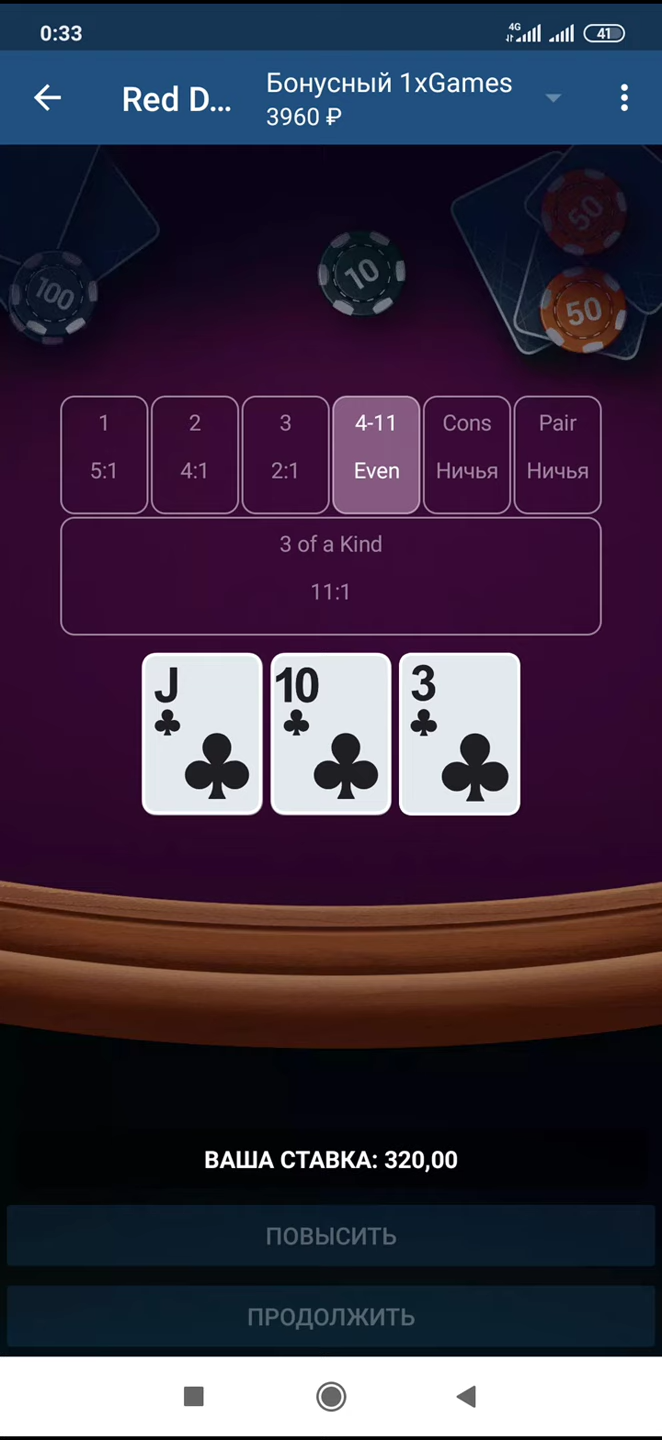 0:33
4G
41
Red D...
Бонусный 1xGames
3960 ₽
100
10
50
50
1
2
3
4-11
Cons
Pair
5:1
4:1
2:1
Even
Ничья
Ничья
3 of a Kind
11:1
J
10
3
ВАША СТАВКА: 320,00
ПОВЫСИТЬ
ПРОДОЛЖИТЬ